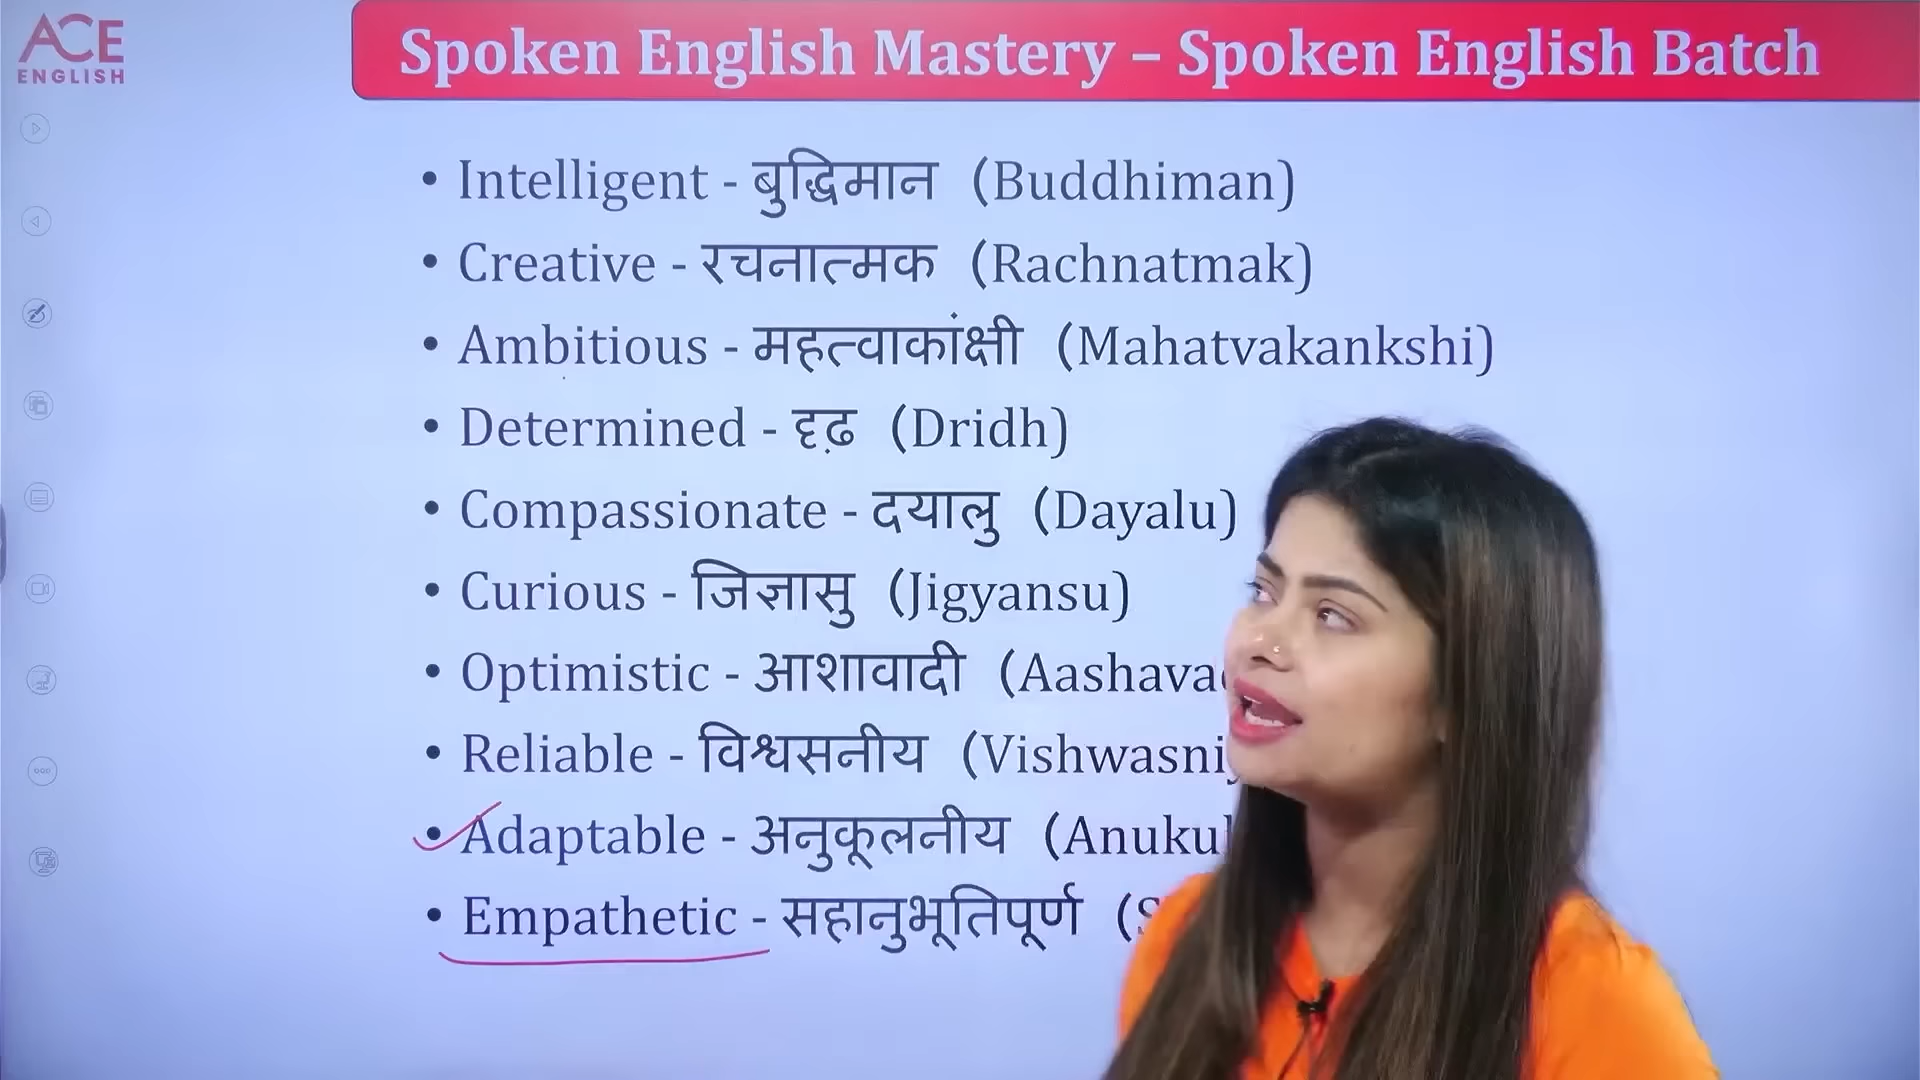 ACE
ENGLISH
Spoken English Mastery – Spoken English Batch
• Intelligent - बुद्धिमान (Buddhiman)
• Creative - रचनात्मक (Rachnatmak)
• Ambitious - महत्वाकांक्षी (Mahatvakankshi)
• Determined - दृढ़ (Dridh)
• Compassionate - दयालु (Dayalu)
• Curious - जिज्ञासु (Jigyansu)
• Optimistic - आशावादी
• Reliable - विश्वसनीय
• Adaptable - अनुकूलनीय
• Empathetic - सहानुभूतिपूर्ण